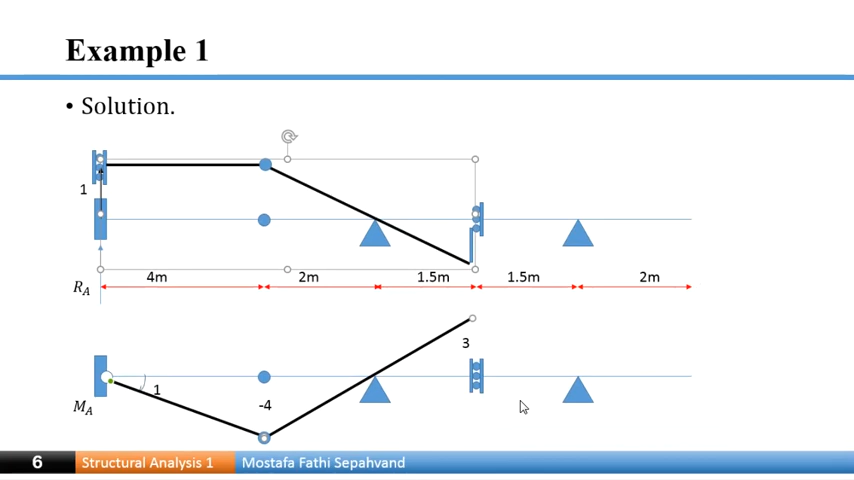 Example 1
• Solution.
1
R_A
4m 2m 1.5m 1.5m 2m
3
1
-4
M_A
6 Structural Analysis 1 Mostafa Fathi Sepahvand